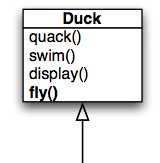 Duck
quack()
swim()
display()
fly()